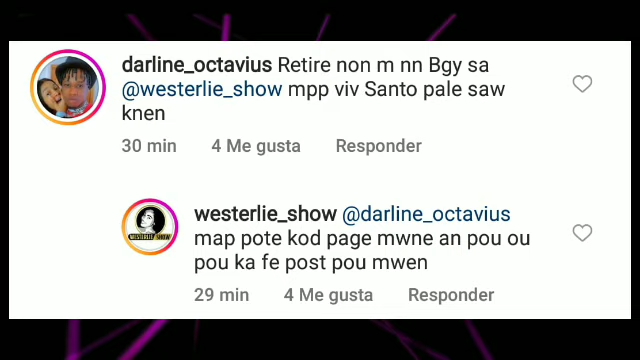 darline_octavius Retire non m nn Bgy sa
@westerlie_show mpp viv Santo pale saw
knen
30 min 4 Me gusta Responder
westerlie_show @darline_octavius
map pote kod page mwne an pou ou
pou ka fe post pou mwen
WESTERLIE SHOW
29 min 4 Me gusta Responder